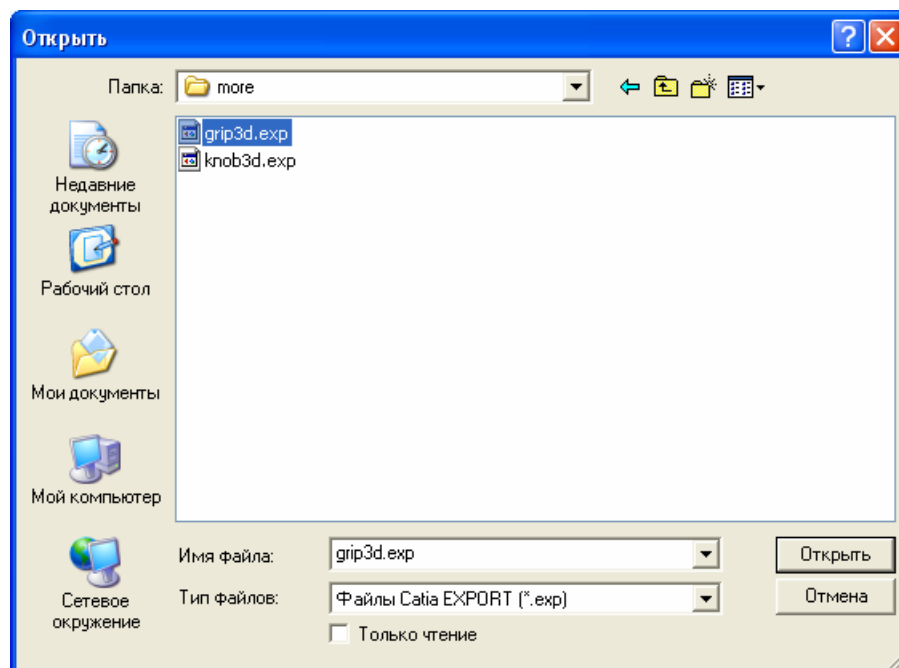 Открыть
Папка:
more
grip3d.exp
knob3d.exp
Недавние
документы
Рабочий стол
Мои документы
Мой компьютер
Сетевое
окружение
Имя файла:
grip3d.exp
Открыть
Тип файлов:
Файлы Catia EXPORT (*.exp)
Отмена
Только чтение